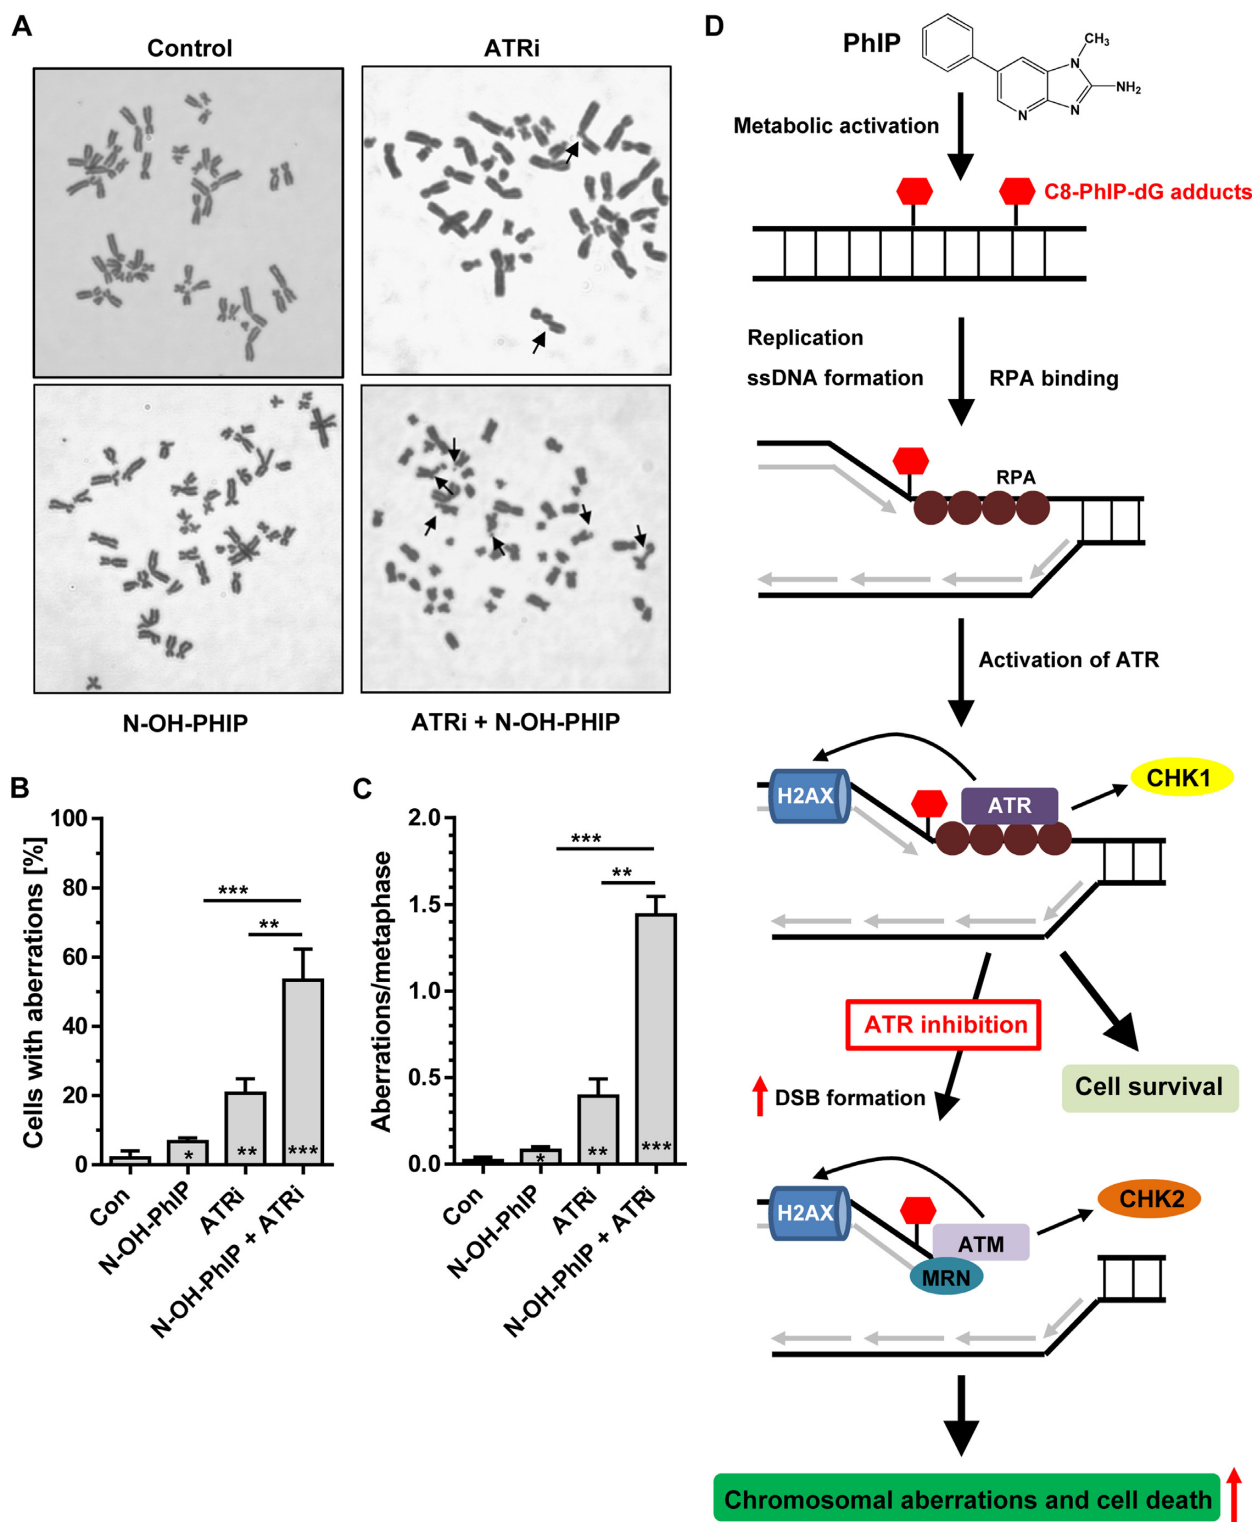 A
Control
ATRi
N-OH-PHIP
ATRi + N-OH-PHIP
B
Cells with aberrations [%]
100
80
60
40
20
0
***
**
*
**
***
Con
N-OH-PhIP
ATRi
N-OH-PhIP + ATRi
C
Aberrations/metaphase
2.0
1.5
1.0
0.5
0.0
***
**
*
**
***
Con
N-OH-PhIP
ATRi
N-OH-PhIP + ATRi
D
PhIP
CH3
N
N
N
NH2
Metabolic activation
C8-PhIP-dG adducts
Replication
ssDNA formation
RPA binding
RPA
Activation of ATR
H2AX
ATR
CHK1
ATR inhibition
DSB formation
Cell survival
H2AX
ATM
MRN
CHK2
Chromosomal aberrations and cell death